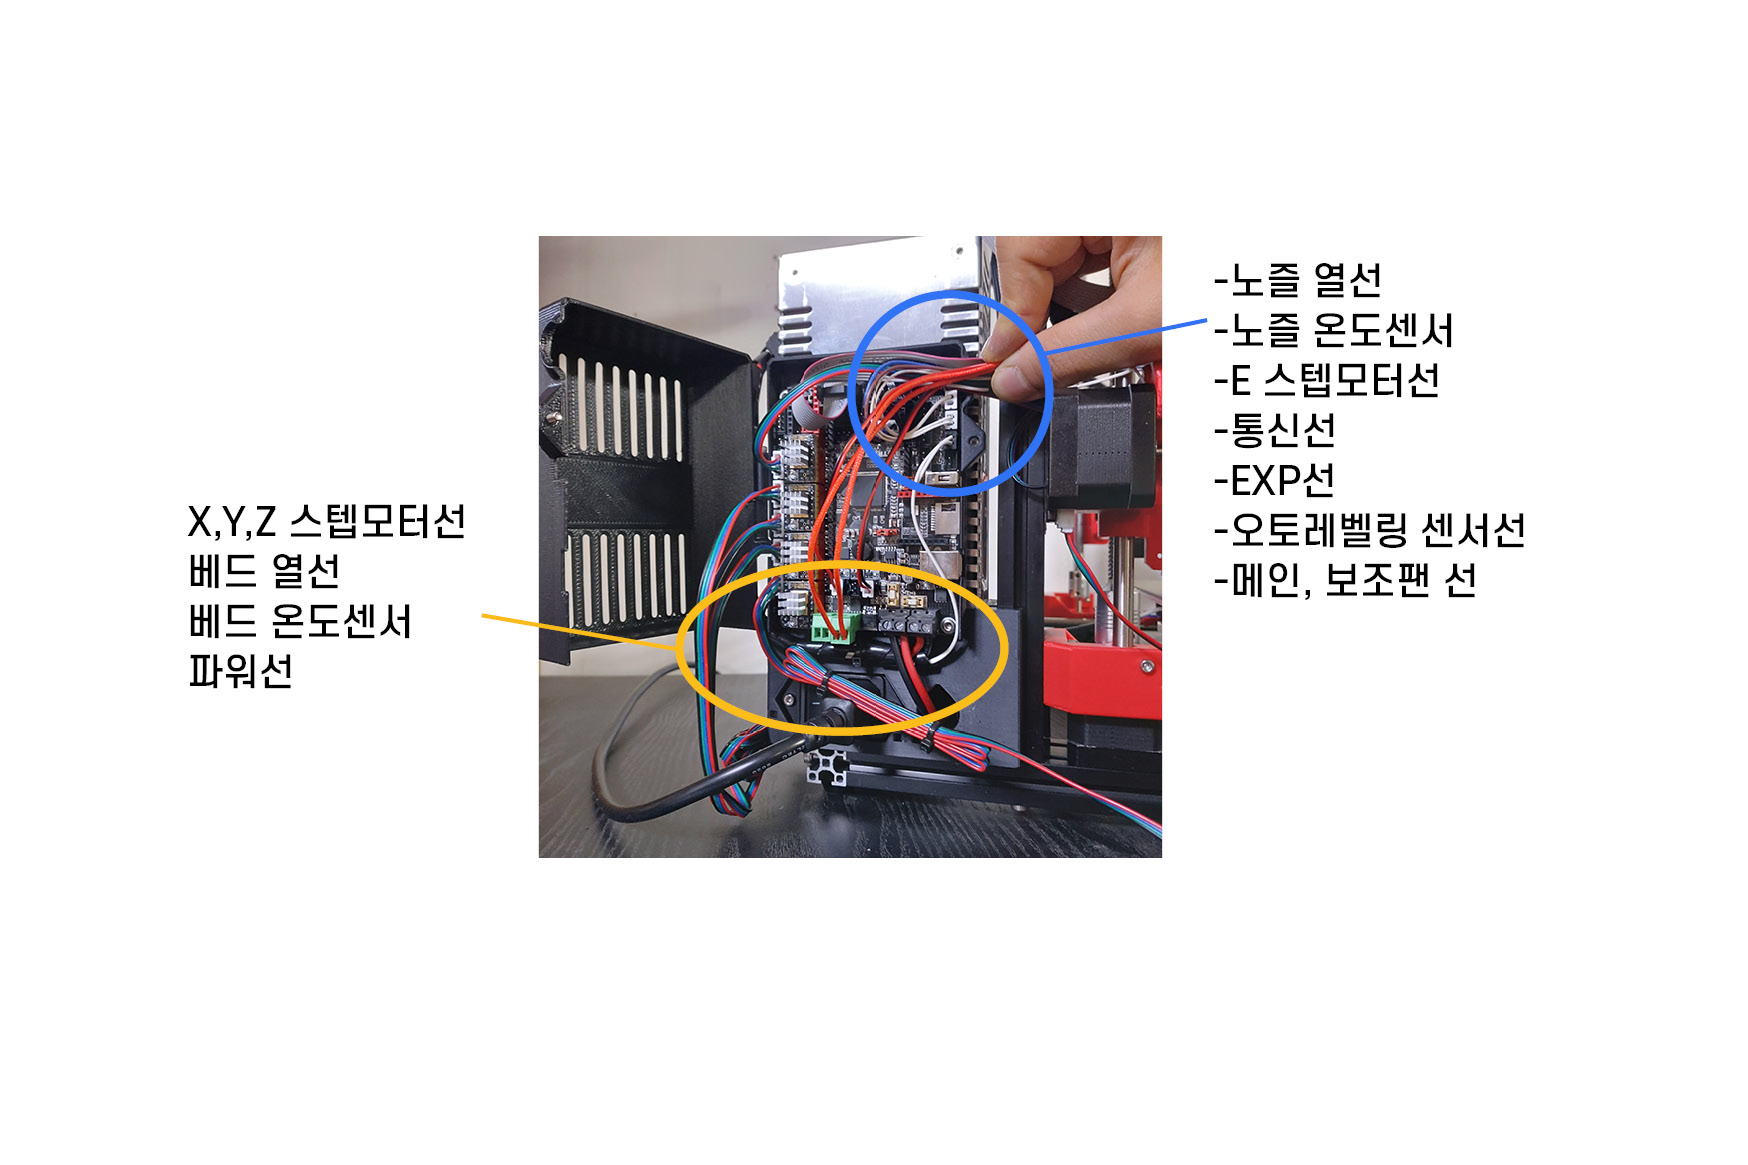 -노즐 열선
-노즐 온도센서
-E 스텝모터선
-통신선
-EXP선
-오토레벨링 센서선
-메인, 보조팬 선
X,Y,Z 스텝모터선
베드 열선
베드 온도센서
파워선